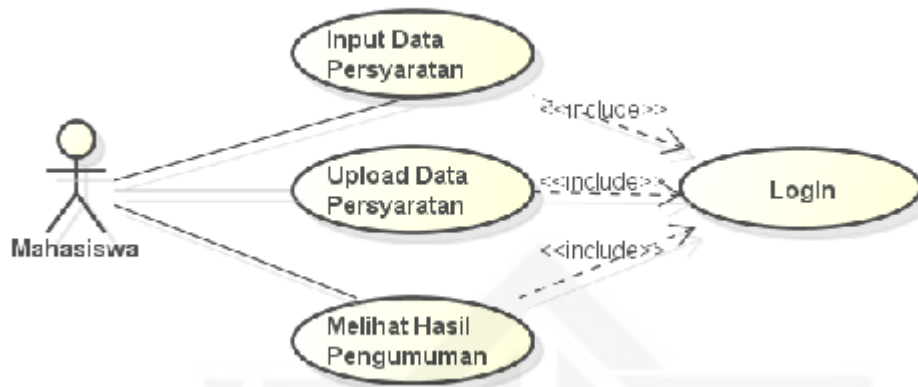 Input Data
Persyaratan
<<include>>
Upload Data
Persyaratan
<<include>>
Login
Mahasiswa
<<include>>
Melihat Hasil
Pengumuman